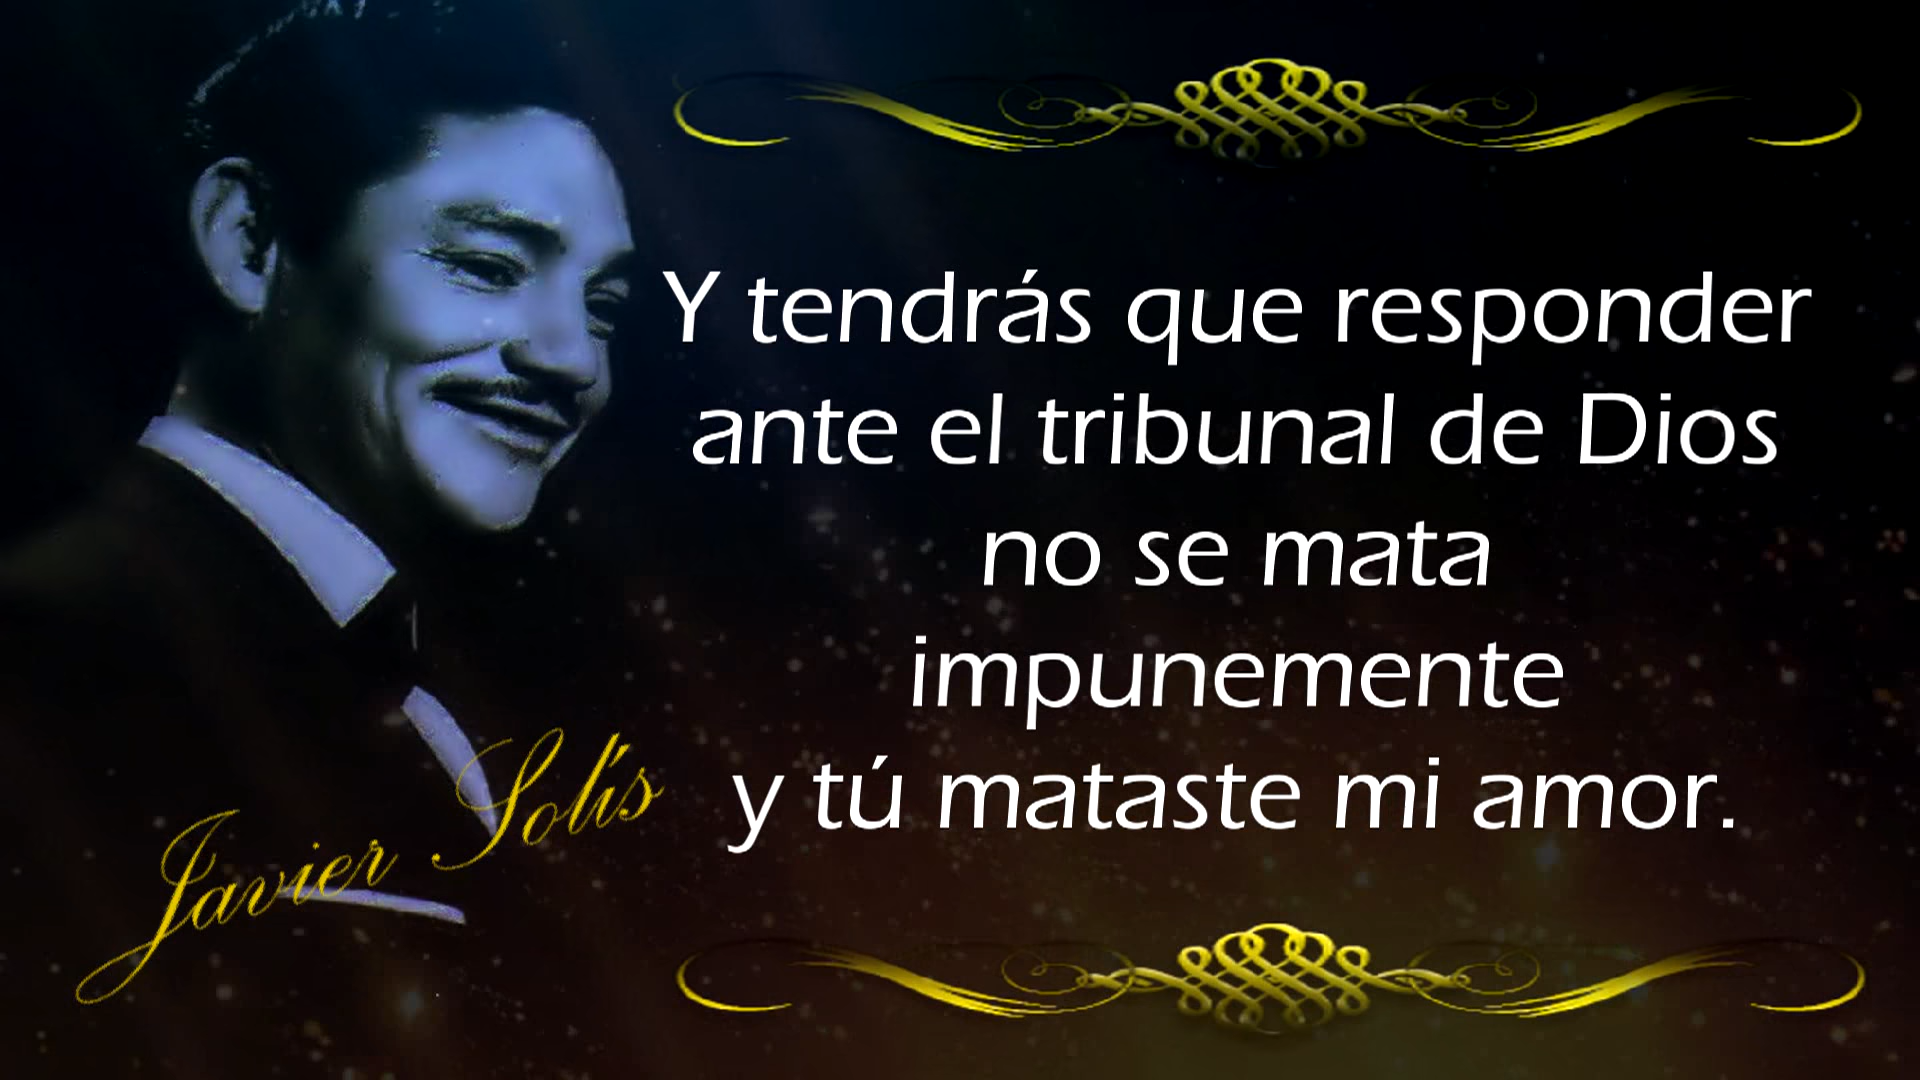 Y tendrás que responder
ante el tribunal de Dios
no se mata
impunemente
y tú mataste mi amor.
Javier Solís